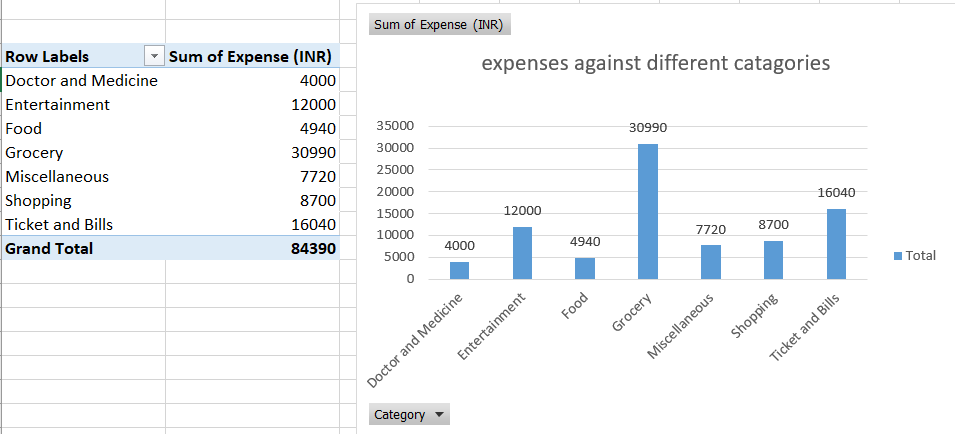 Row Labels Sum of Expense (INR)
Doctor and Medicine 4000
Entertainment 12000
Food 4940
Grocery 30990
Miscellaneous 7720
Shopping 8700
Ticket and Bills 16040
Grand Total 84390
Sum of Expense (INR)
expenses against different catagories
35000
30000
25000
20000
15000
10000
5000
0
4000
12000
4940
30990
7720
8700
16040
Doctor and Medicine
Entertainment
Food
Grocery
Miscellaneous
Shopping
Ticket and Bills
Total
Category